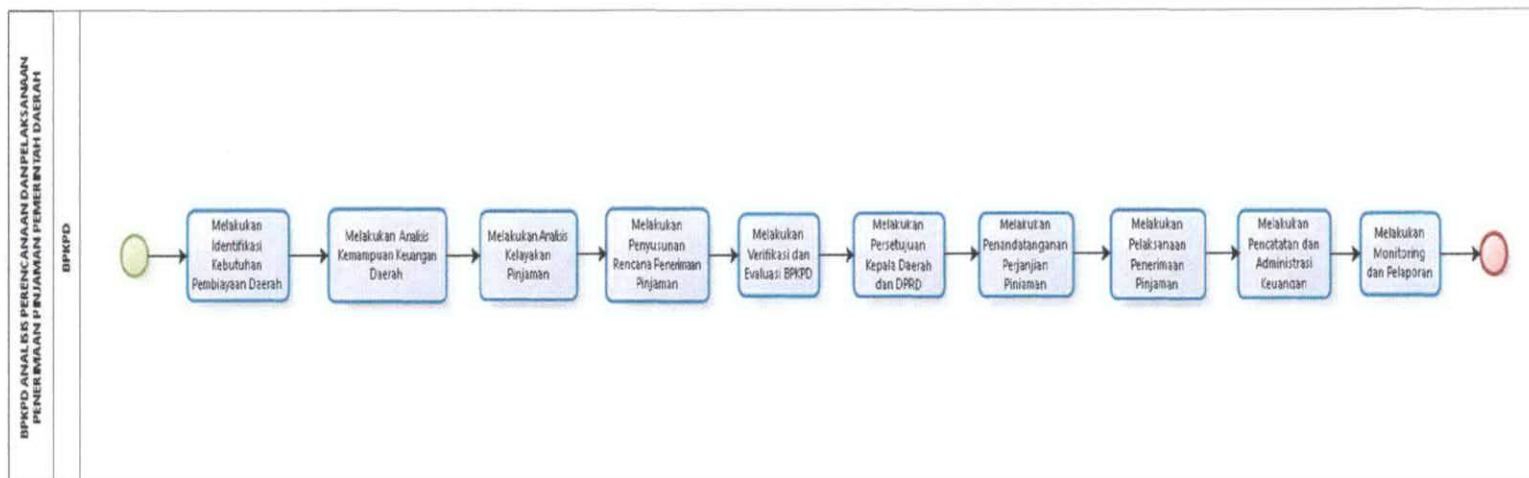 BPKPD ANALISIS PERENCANAAN DAN PELAKSANAAN
PENERIMAAN PINJAMAN PEMERINTAH DAERAH
BPKPD
Melakukan
Identifikasi
Kebutuhan
Pembiayaan Daerah
Melakukan Analisis
Kemampuan Keuangan
Daerah
Melakukan Analisis
Kelayakan
Pinjaman
Melakukan
Penyusunan
Rencana Penerimaan
Pinjaman
Melakukan
Verifikasi dan
Evaluasi BPKPD
Melakukan
Persetujuan
Kepala Daerah
dan DPRD
Melakukan
Penandatanganan
Perjanjian
Pinjaman
Melakukan
Pelaksanaan
Penerimaan
Pinjaman
Melakukan
Pencatatan dan
Administrasi
Keuangan
Melakukan
Monitoring
dan Pelaporan